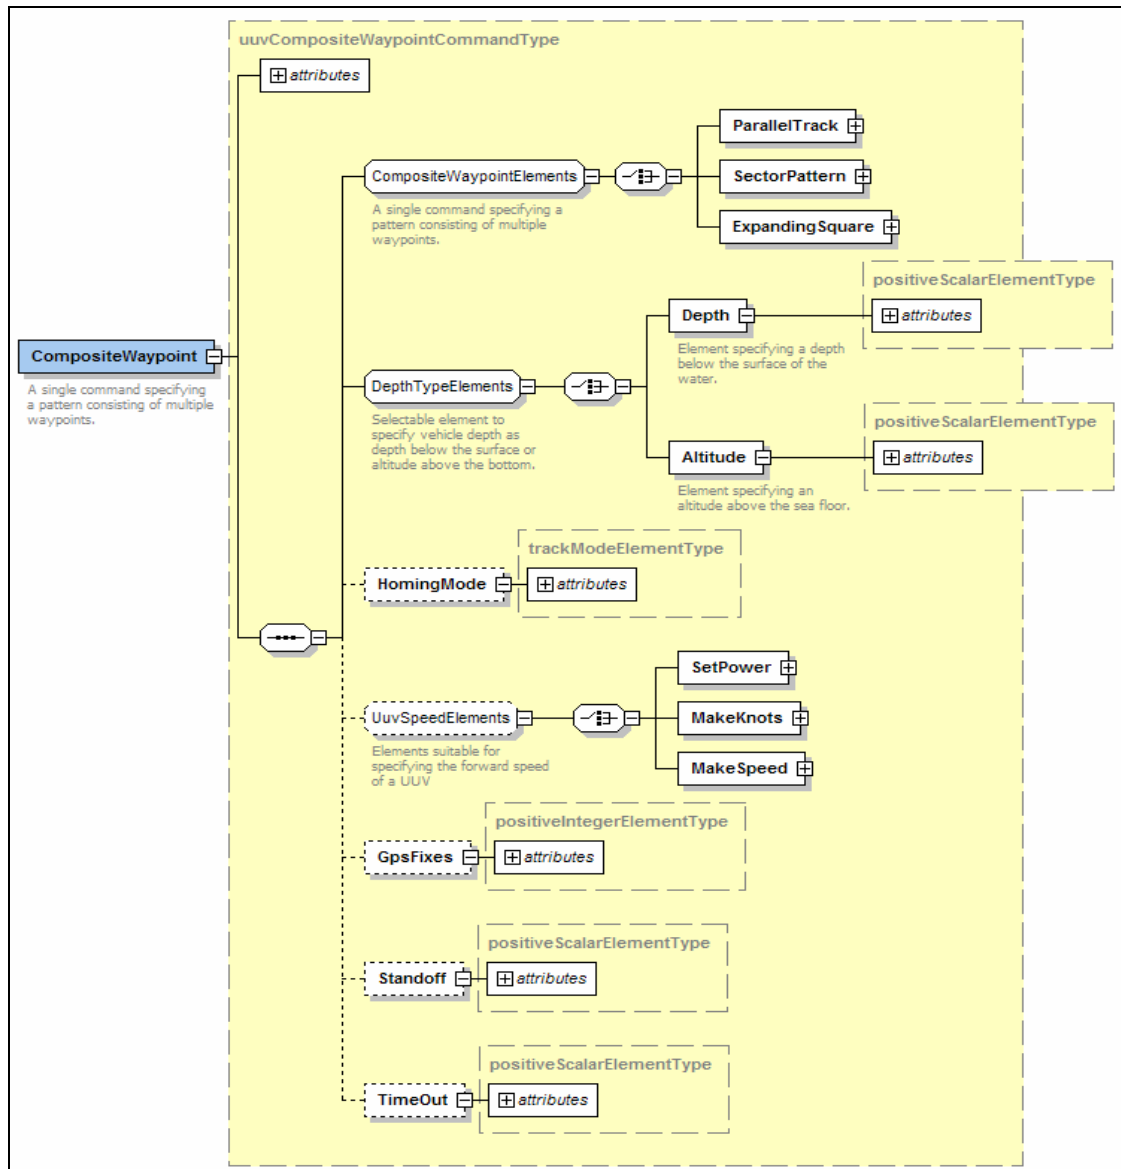 uuvCompositeWaypointCommandType
attributes
ParallelTrack
CompositeWaypointElements
SectorPattern
A single command specifying a
pattern consisting of multiple
waypoints.
ExpandingSquare
positiveScalarElementType
Depth
attributes
Element specifying a depth
below the surface of the
water.
CompositeWaypoint
A single command specifying
a pattern consisting of multiple
waypoints.
DepthTypeElements
Selectable element to
specify vehicle depth as
depth below the surface or
altitude above the bottom.
positiveScalarElementType
Altitude
attributes
Element specifying an
altitude above the sea floor.
trackModeElementType
HomingMode
attributes
SetPower
UuvSpeedElements
MakeKnots
Elements suitable for
specifying the forward speed
of a UUV
MakeSpeed
positiveIntegerElementType
GpsFixes
attributes
positiveScalarElementType
Standoff
attributes
positiveScalarElementType
TimeOut
attributes